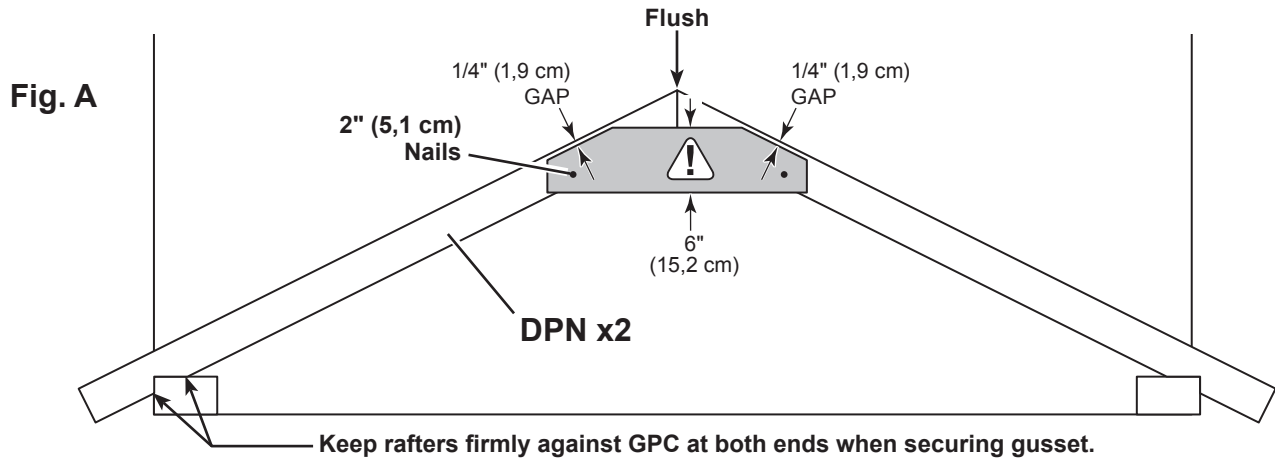 Flush
1/4" (1,9 cm)
GAP
1/4" (1,9 cm)
GAP
Fig. A
2" (5,1 cm)
Nails
!
6"
(15,2 cm)
DPN x2
Keep rafters firmly against GPC at both ends when securing gusset.